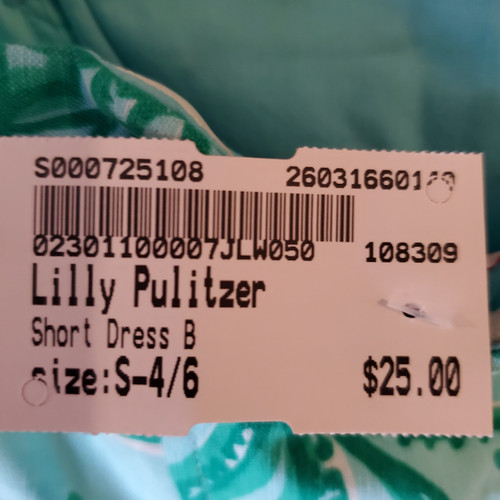 S000725108
02301100007JLW050 108309
Lilly Pulitzer
Short Dress B
size:S-4/6 $25.00